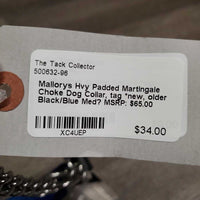 The Tack Collector
500632-96
Mallorys Hvy Padded Martingale
Choke Dog Collar, tag *new, older
Black/Blue Med? MSRP: $65.00
XC4UEP
$34.00